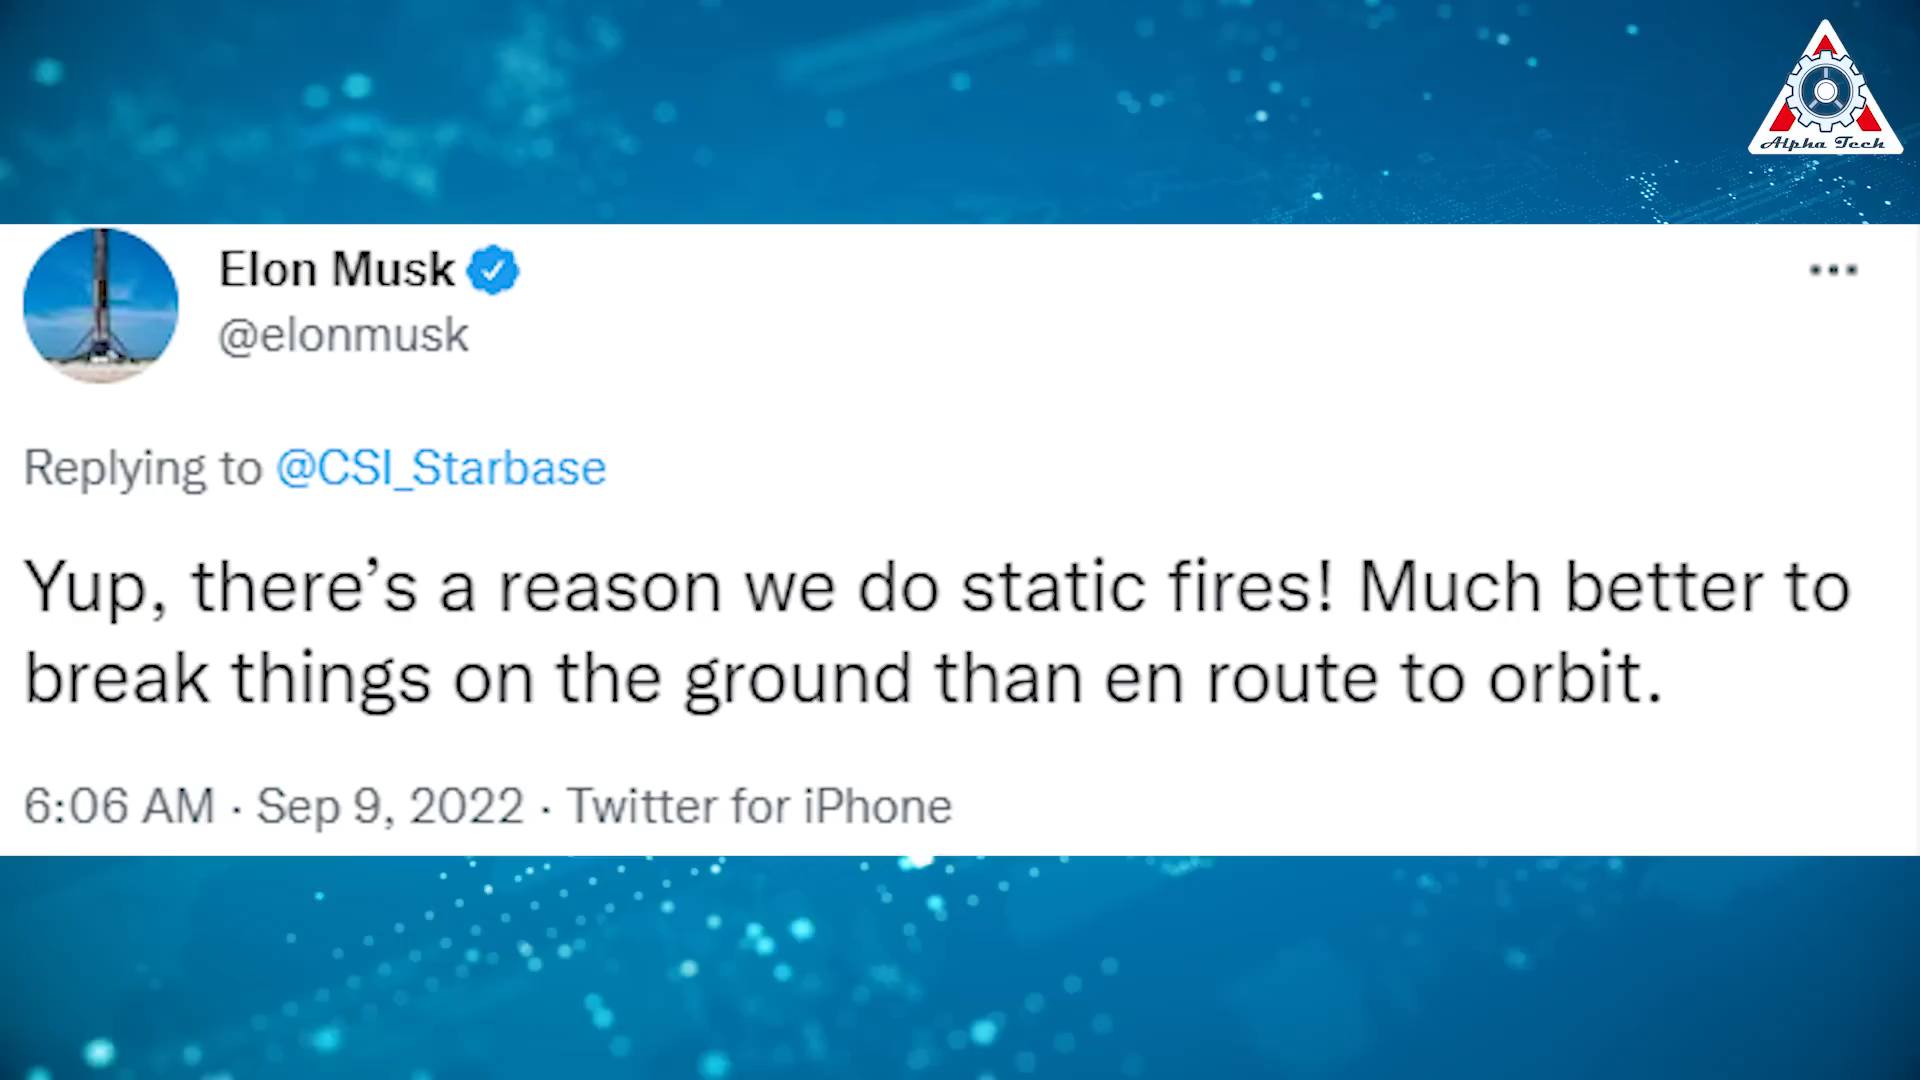 Alpha Tech
Elon Musk
@elonmusk
Replying to @CSI_Starbase
Yup, there’s a reason we do static fires! Much better to
break things on the ground than en route to orbit.
6:06 AM · Sep 9, 2022 · Twitter for iPhone